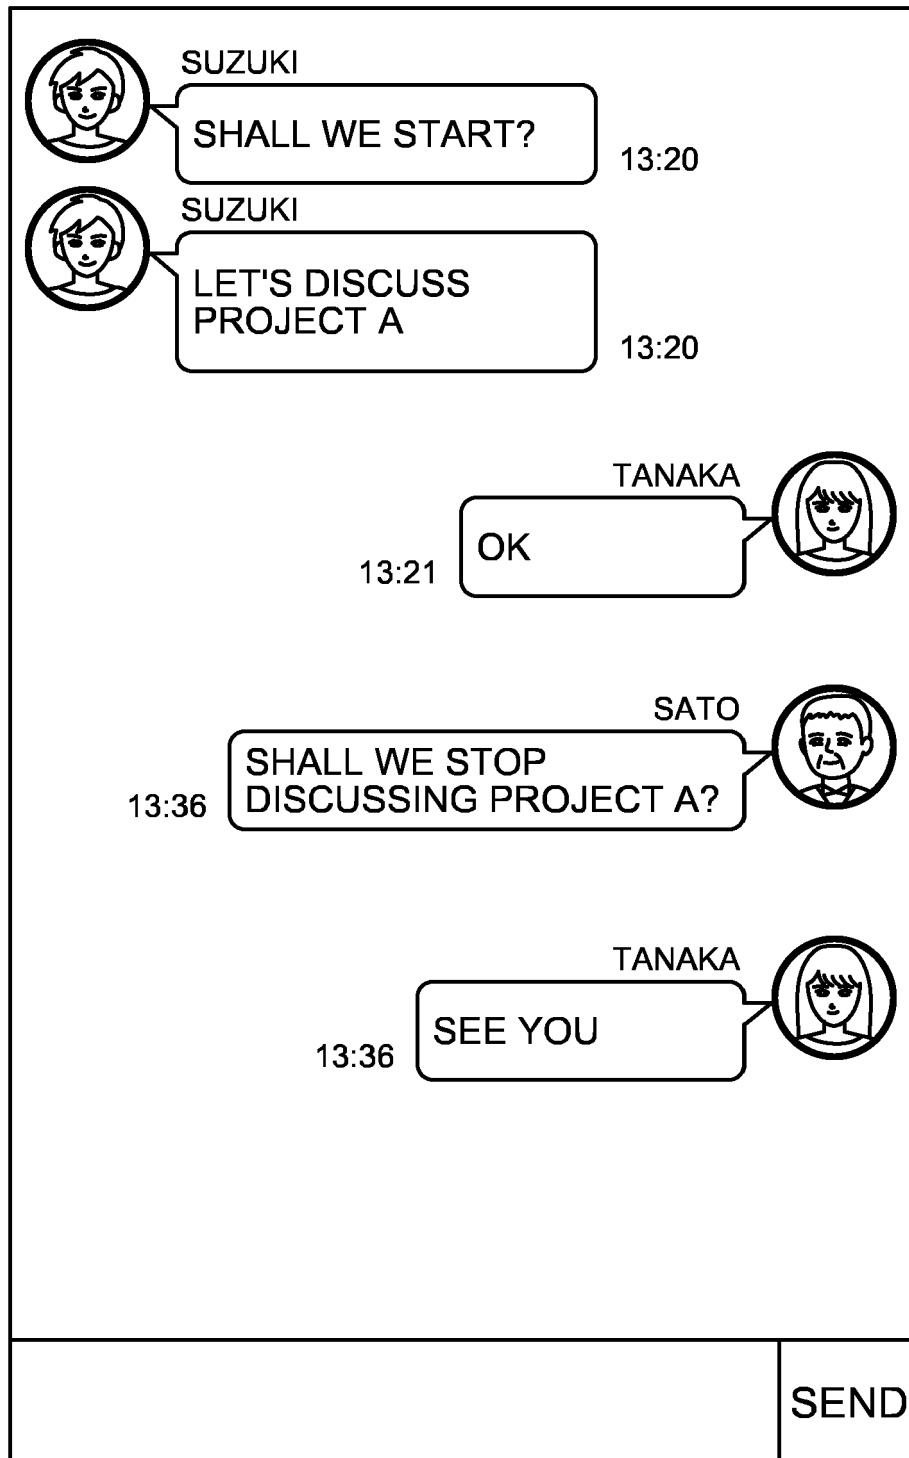 SUZUKI
SHALL WE START?
13:20
SUZUKI
LET'S DISCUSS
PROJECT A
13:20
TANAKA
OK
13:21
SATO
SHALL WE STOP
DISCUSSING PROJECT A?
13:36
TANAKA
SEE YOU
13:36
SEND